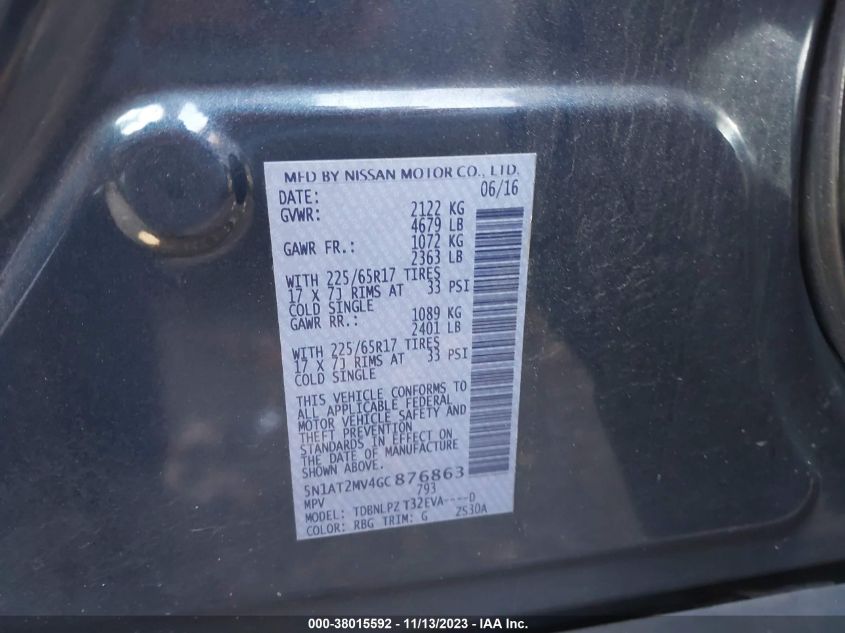 MFD BY NISSAN MOTOR CO., LTD.
DATE: 06/16
GVWR: 2122 KG
4679 LB
GAWR FR.: 1072 KG
2363 LB
WITH 225/65R17 TIRES
17 X 7J RIMS AT 33 PSI
COLD SINGLE
GAWR RR.: 1089 KG
2401 LB
WITH 225/65R17 TIRES
17 X 7J RIMS AT 33 PSI
COLD SINGLE
THIS VEHICLE CONFORMS TO
ALL APPLICABLE FEDERAL
MOTOR VEHICLE SAFETY AND
THEFT PREVENTION
STANDARDS IN EFFECT ON
THE DATE OF MANUFACTURE
SHOWN ABOVE.
5N1AT2MV4GC876863
MPV 793
MODEL: TDBNLPZ T32EVA----D
COLOR: RBG TRIM: G ZS30A
000-38015592 - 11/13/2023 - IAA Inc.